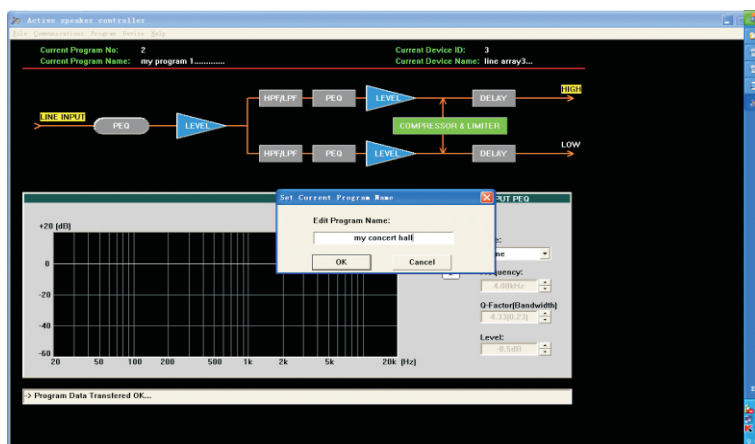 Active speaker controller
File Communications Program Device Help
Current Program No: 2
Current Device ID: 3
Current Program Name: my program 1.............
Current Device Name: line array3...
HIGH
HPF/LPF PEQ LEVEL DELAY
LINE INPUT
PEQ LEVEL
COMPRESSOR & LIMITER
LOW
HPF/LPF PEQ LEVEL DELAY
Set Current Program Name
PUT PEQ
Edit Program Name:
my concert hall
OK Cancel
+20 (dB)
0
-20
-40
-60
20 50 100 200 500 1k 2k 5k 20k (Hz)
quency:
4.00kHz
Q-Factor(Bandwidth)
4.33(0.23)
Level:
-0.5dB
-> Program Data Transfered OK...